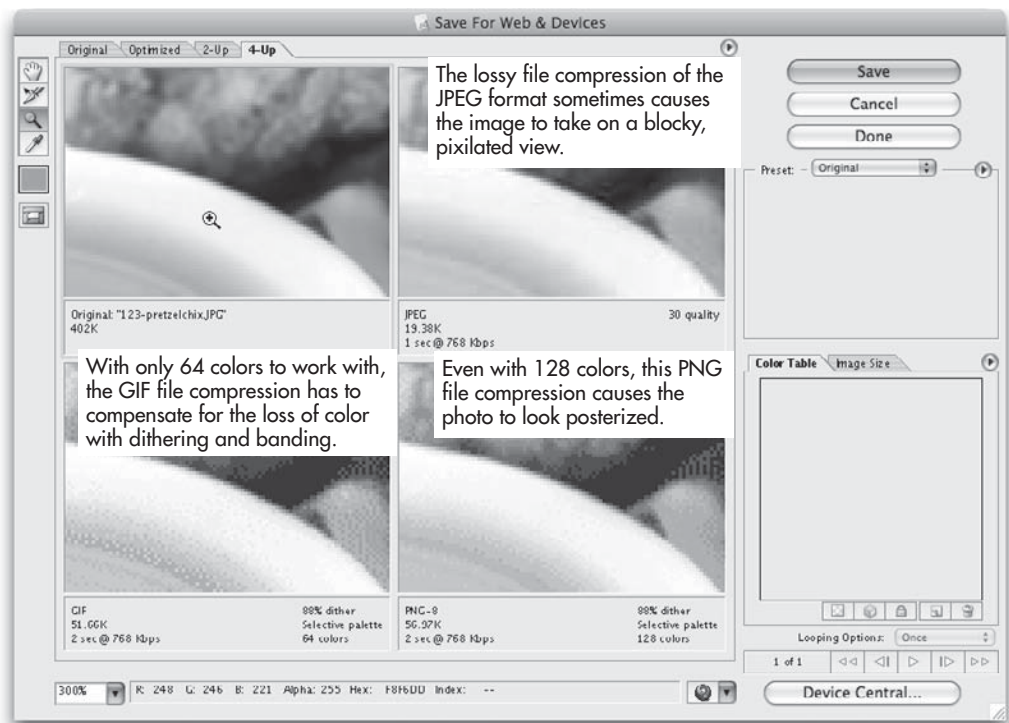 Save For Web & Devices
Original Optimized 2-Up 4-Up
The lossy file compression of the
JPEG format sometimes causes
the image to take on a blocky,
pixilated view.
Save
Cancel
Done
Preset: Original
Original: "123-pretzelchix.JPG"
402K
JPEG 30 quality
19.38K
1 sec @ 768 Kbps
With only 64 colors to work with,
the GIF file compression has to
compensate for the loss of color
with dithering and banding.
Even with 128 colors, this PNG
file compression causes the
photo to look posterized.
Color Table Image Size
GIF 88% dither
51.66K Selective palette
2 sec @ 768 Kbps 64 colors
PNG-8 88% dither
56.97K Selective palette
2 sec @ 768 Kbps 128 colors
Looping Options: Once
1 of 1
300% R: 248 G: 246 B: 221 Alpha: 255 Hex: F8F6DD Index: --
Device Central...